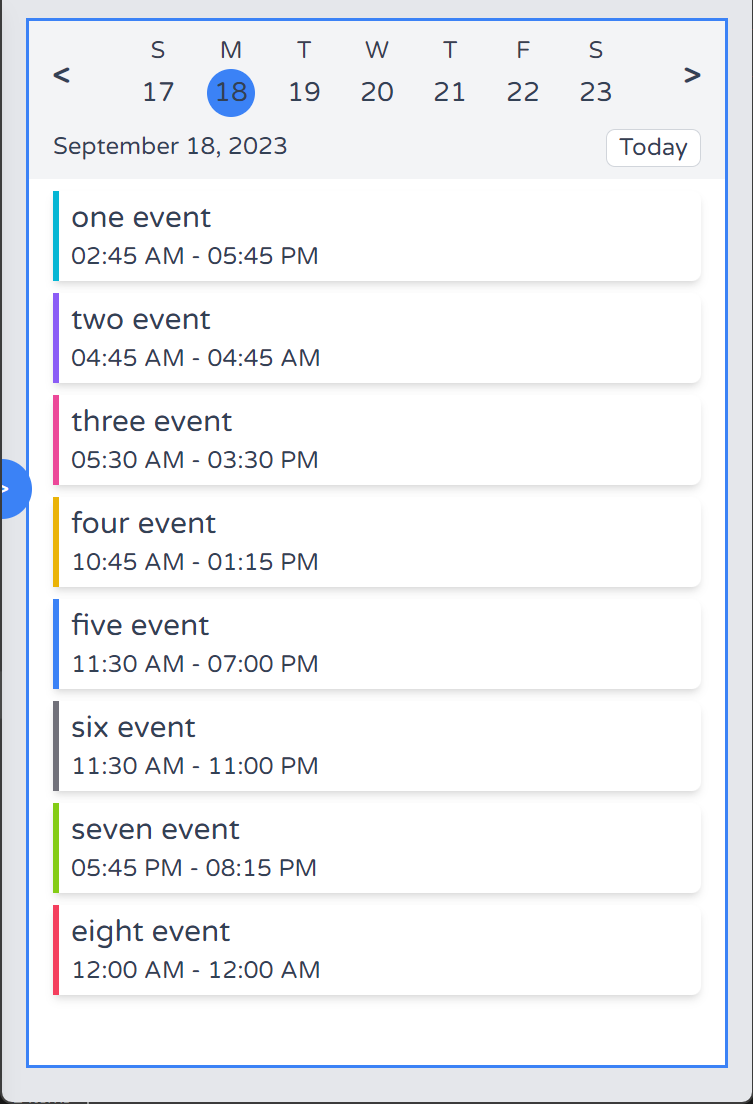 S M T W T F S
< 17 18 19 20 21 22 23 >
September 18, 2023 Today
one event
02:45 AM - 05:45 PM
two event
04:45 AM - 04:45 AM
three event
05:30 AM - 03:30 PM
>
four event
10:45 AM - 01:15 PM
five event
11:30 AM - 07:00 PM
six event
11:30 AM - 11:00 PM
seven event
05:45 PM - 08:15 PM
eight event
12:00 AM - 12:00 AM